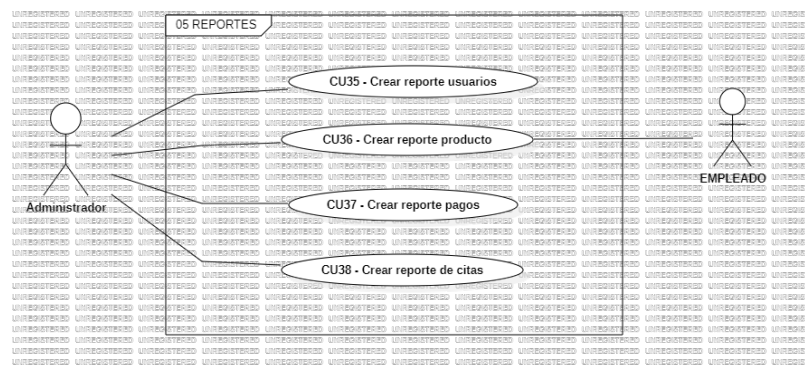 05 REPORTES
CU35 - Crear reporte usuarios
CU36 - Crear reporte producto
EMPLEADO
Administrador
CU37 - Crear reporte pagos
CU38 - Crear reporte de citas